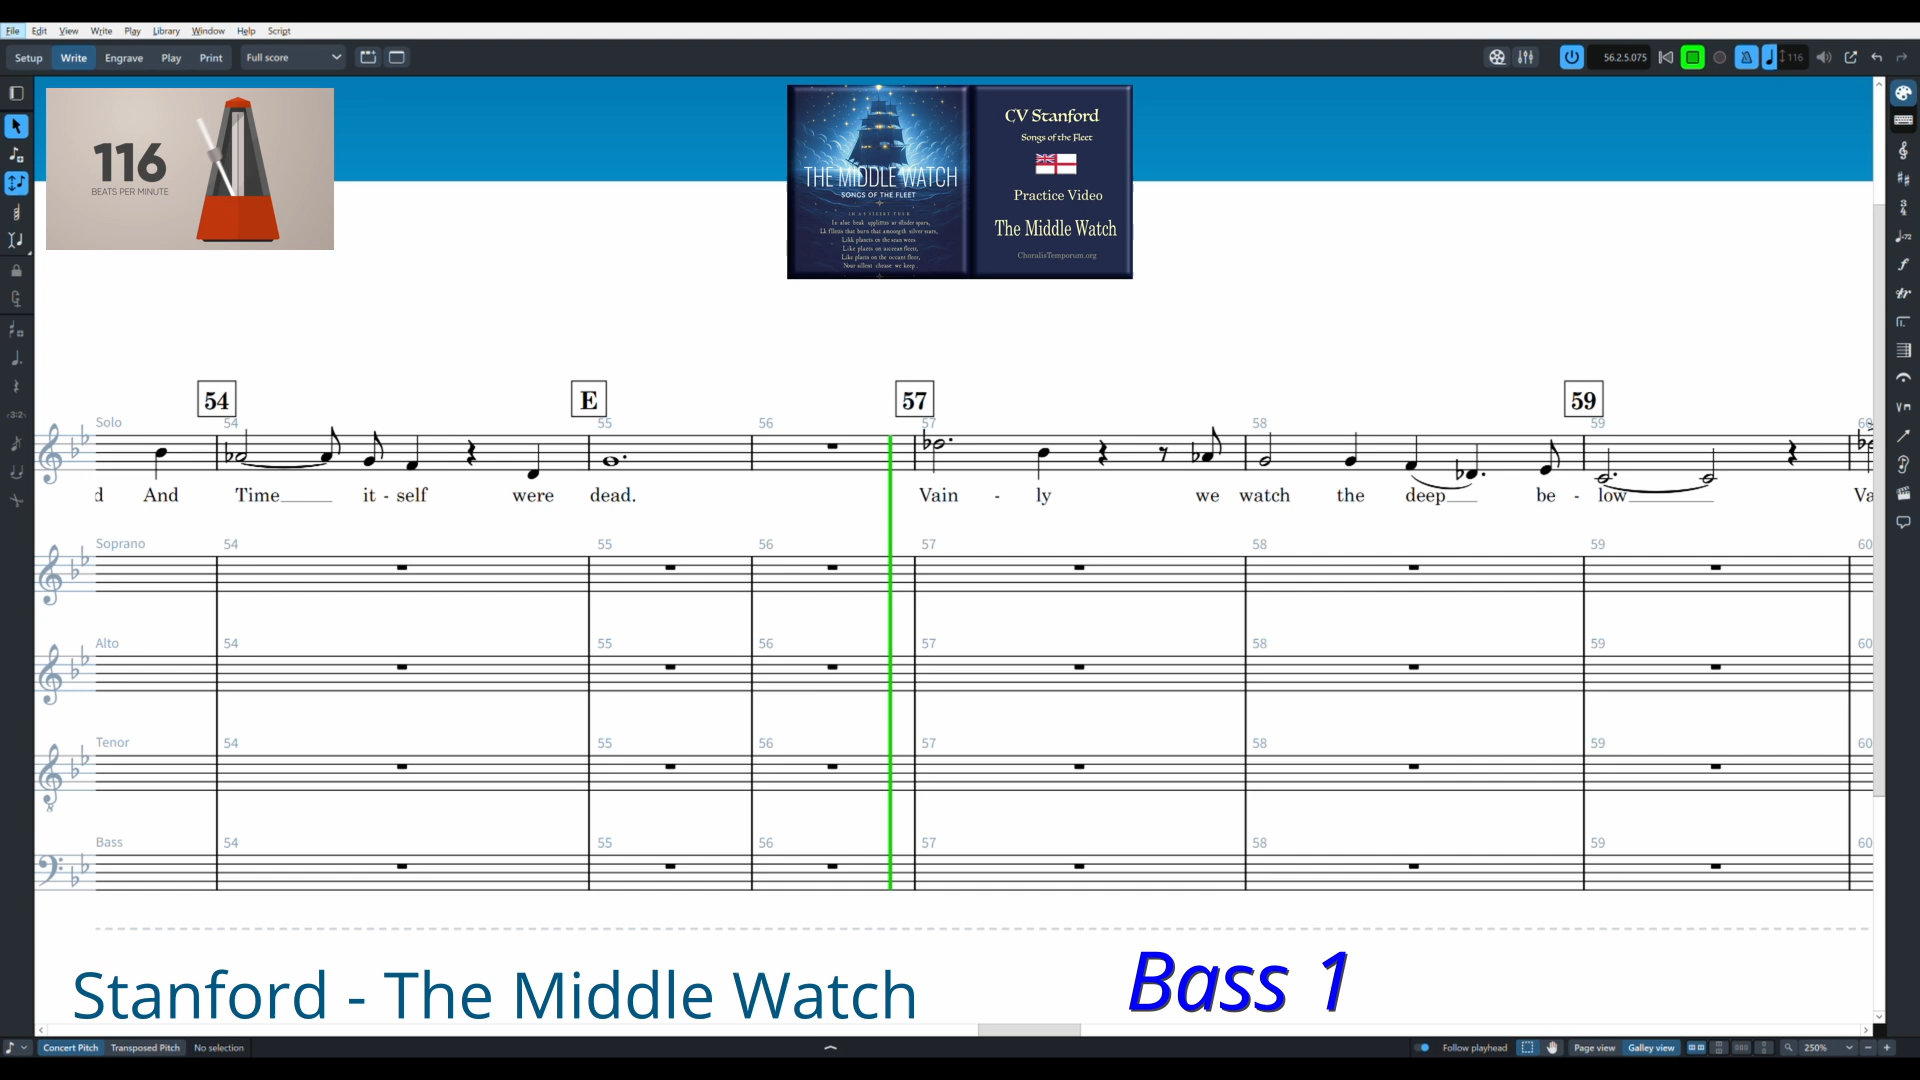 File Edit View Write Play Library Window Help Script
Setup Write Engrave Play Print Full score 56.2.5.075 116
116
BEATS PER MINUTE
THE MIDDLE WATCH
SONGS OF THE FLEET
CV Stanford
Songs of the Fleet
Practice Video
The Middle Watch
ChoralisTemporum.org
54 E 57 59
Solo 54 55 56 57 58 59 60
d And Time it - self were dead. Vain - ly we watch the deep be - low Va
Soprano 54 55 56 57 58 59 60
Alto 54 55 56 57 58 59 60
Tenor 54 55 56 57 58 59 60
Bass 54 55 56 57 58 59 60
Stanford - The Middle Watch
Bass 1
Concert Pitch Transposed Pitch No selection Follow playhead Page view Galley view 250%